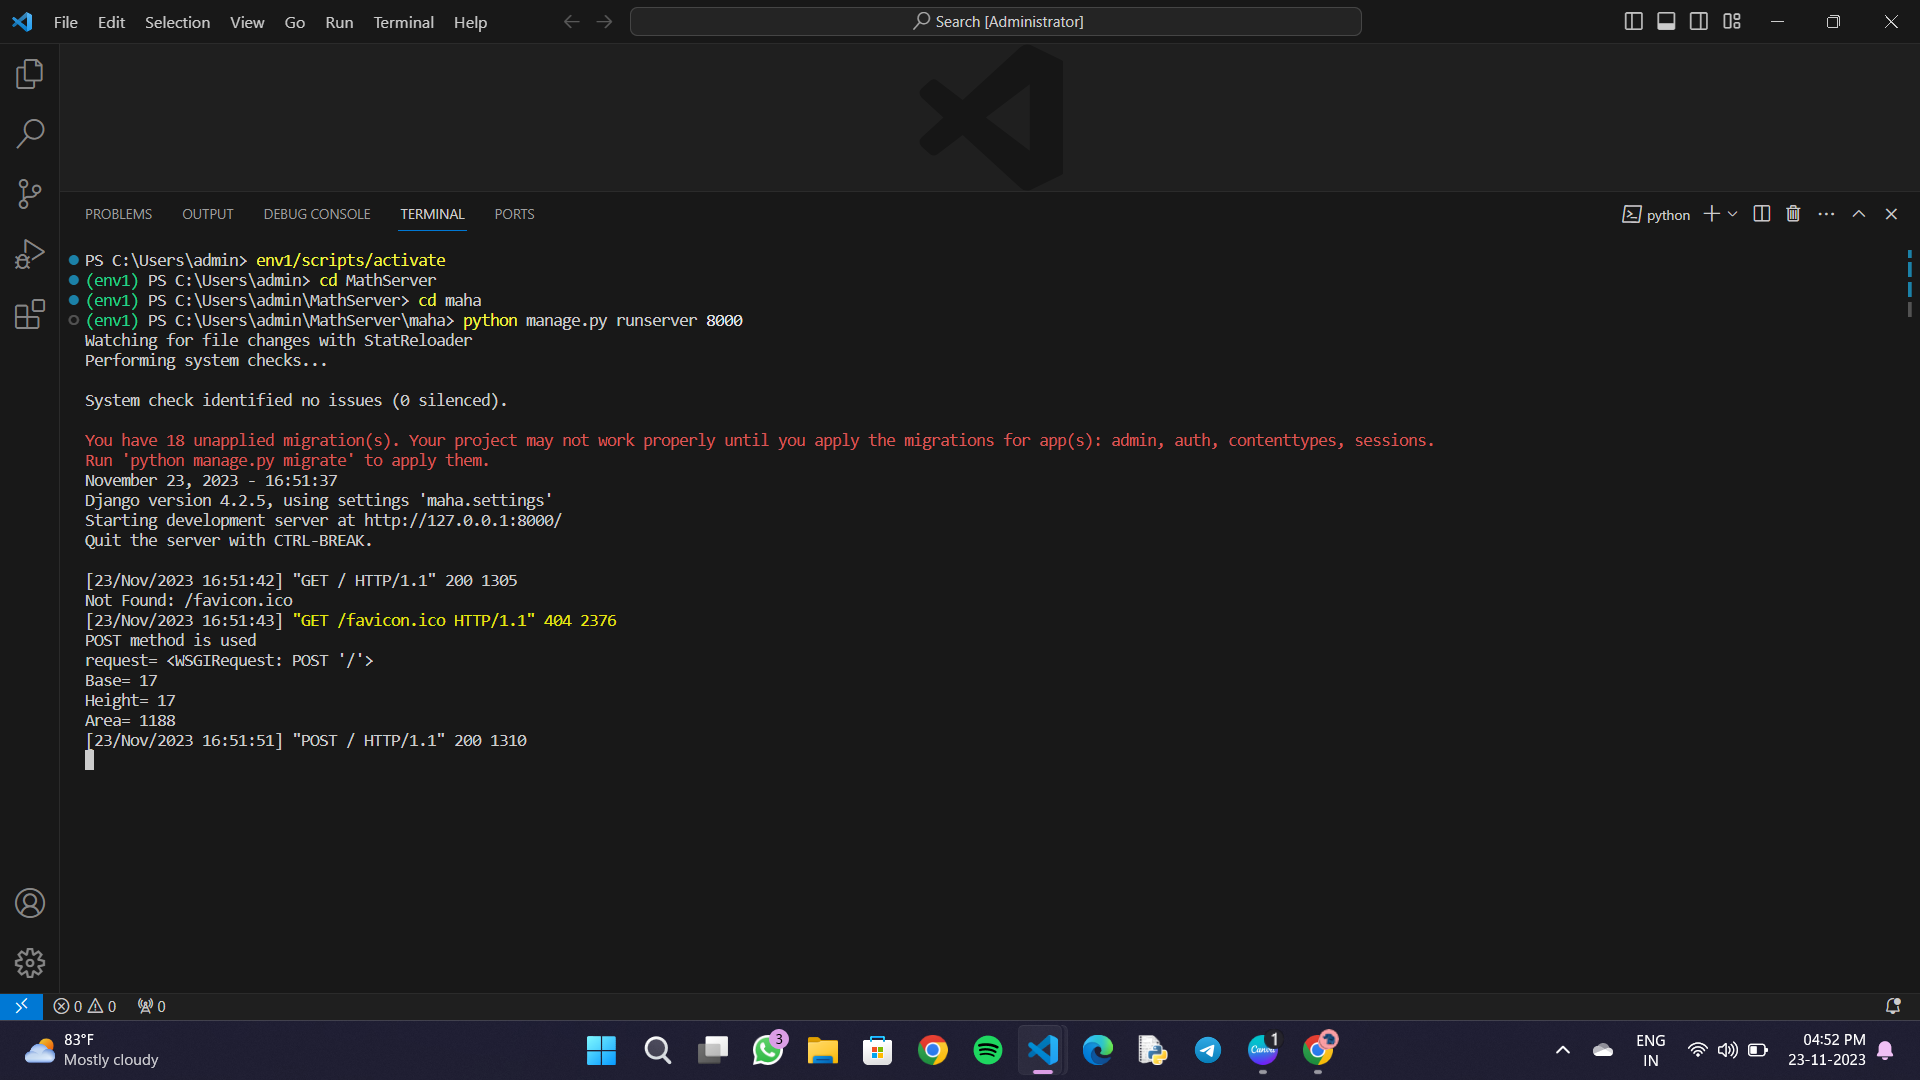 File Edit Selection View Go Run Terminal Help
Search [Administrator]
PROBLEMS OUTPUT DEBUG CONSOLE TERMINAL PORTS
python
PS C:\Users\admin> env1/scripts/activate
(env1) PS C:\Users\admin> cd MathServer
(env1) PS C:\Users\admin\MathServer> cd maha
(env1) PS C:\Users\admin\MathServer\maha> python manage.py runserver 8000
Watching for file changes with StatReloader
Performing system checks...
System check identified no issues (0 silenced).
You have 18 unapplied migration(s). Your project may not work properly until you apply the migrations for app(s): admin, auth, contenttypes, sessions.
Run 'python manage.py migrate' to apply them.
November 23, 2023 - 16:51:37
Django version 4.2.5, using settings 'maha.settings'
Starting development server at http://127.0.0.1:8000/
Quit the server with CTRL-BREAK.
[23/Nov/2023 16:51:42] "GET / HTTP/1.1" 200 1305
Not Found: /favicon.ico
[23/Nov/2023 16:51:43] "GET /favicon.ico HTTP/1.1" 404 2376
POST method is used
request= <WSGIRequest: POST '/'>
Base= 17
Height= 17
Area= 1188
[23/Nov/2023 16:51:51] "POST / HTTP/1.1" 200 1310
0 0 0
83°F
Mostly cloudy
3
Canva
1
ENG
IN
04:52 PM
23-11-2023